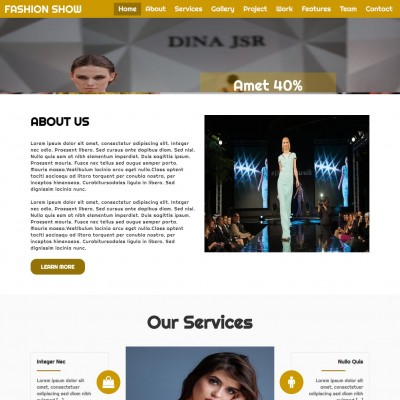 FASHION SHOW
Home About Services Gallery Project Work Features Team Contact
DINA JSR
Amet 40%
ABOUT US
Lorem ipsum dolor sit amet, consectetur adipiscing elit. Integer
nec odio. Praesent libero. Sed cursus ante dapibus diam. Sed
nisi. Nulla quis sem at nibh elementum imperdiet. Duis sagittis
ipsum. Praesent mauris. Fusce nec tellus sed augue semper porta.
Mauris massa.Vestibulum lacinia arcu eget nulla. Class aptent
taciti sociosqu ad litora torquent per conubia nostra, per
inceptos himenaeos. Curabitursodales ligula in libero. Sed
dignissim lacinia nunc.
Lorem ipsum dolor sit amet, consectetur adipiscing elit. Integer
nec odio. Praesent libero. Sed cursus ante dapibus diam. Sed
nisi. Nulla quis sem at nibh elementum imperdiet. Duis sagittis
ipsum. Praesent mauris. Fusce nec tellus sed augue semper porta.
Mauris massa.Vestibulum lacinia arcu eget nulla. Class aptent
taciti sociosqu ad litora torquent per conubia nostra, per
inceptos himenaeos. Curabitursodales ligula in libero. Sed
dignissim lacinia nunc.
LEARN MORE
Our Services
Integer Nec
Lorem ipsum dolor
sit amet,
consectetur
adipiscing elit.
sed diam nibh
euismod [...]
Nulla Quis
Lorem ipsum dolor
sit amet,
consectetur
adipiscing elit.
sed diam nibh
euismod [...]